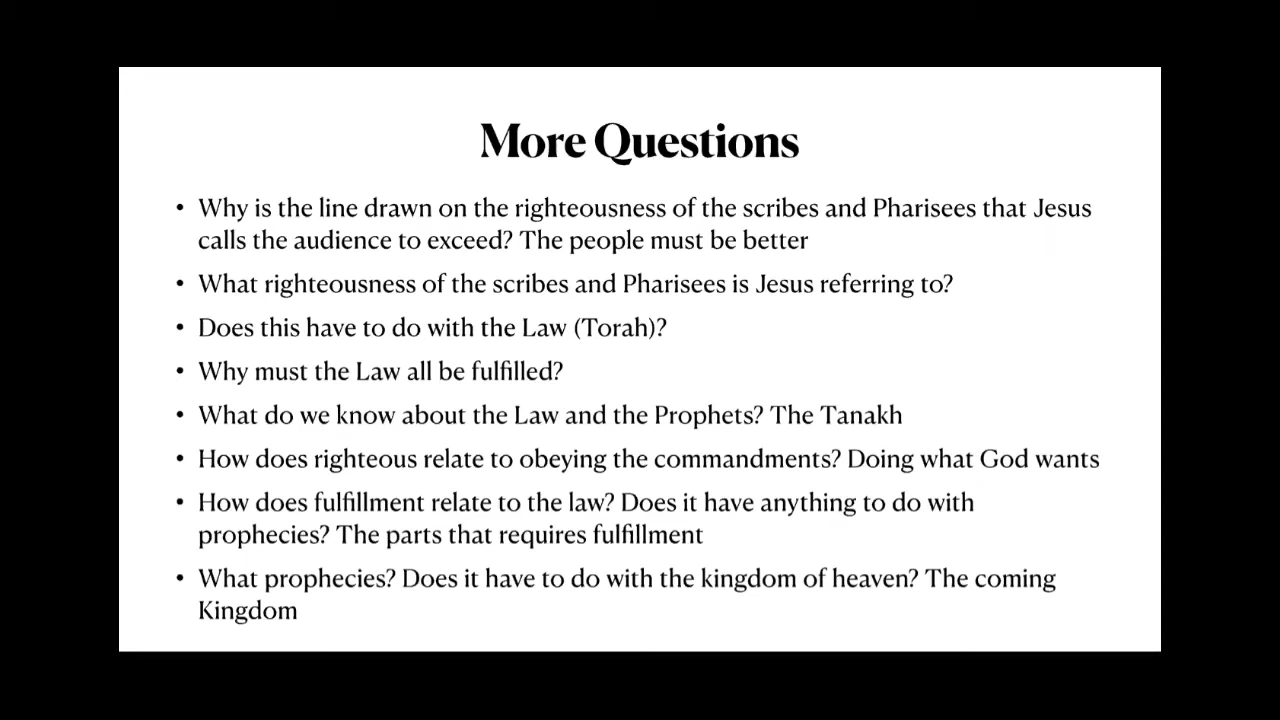 More Questions
• Why is the line drawn on the righteousness of the scribes and Pharisees that Jesus
calls the audience to exceed? The people must be better
• What righteousness of the scribes and Pharisees is Jesus referring to?
• Does this have to do with the Law (Torah)?
• Why must the Law all be fulfilled?
• What do we know about the Law and the Prophets? The Tanakh
• How does righteous relate to obeying the commandments? Doing what God wants
• How does fulfillment relate to the law? Does it have anything to do with
prophecies? The parts that requires fulfillment
• What prophecies? Does it have to do with the kingdom of heaven? The coming
Kingdom